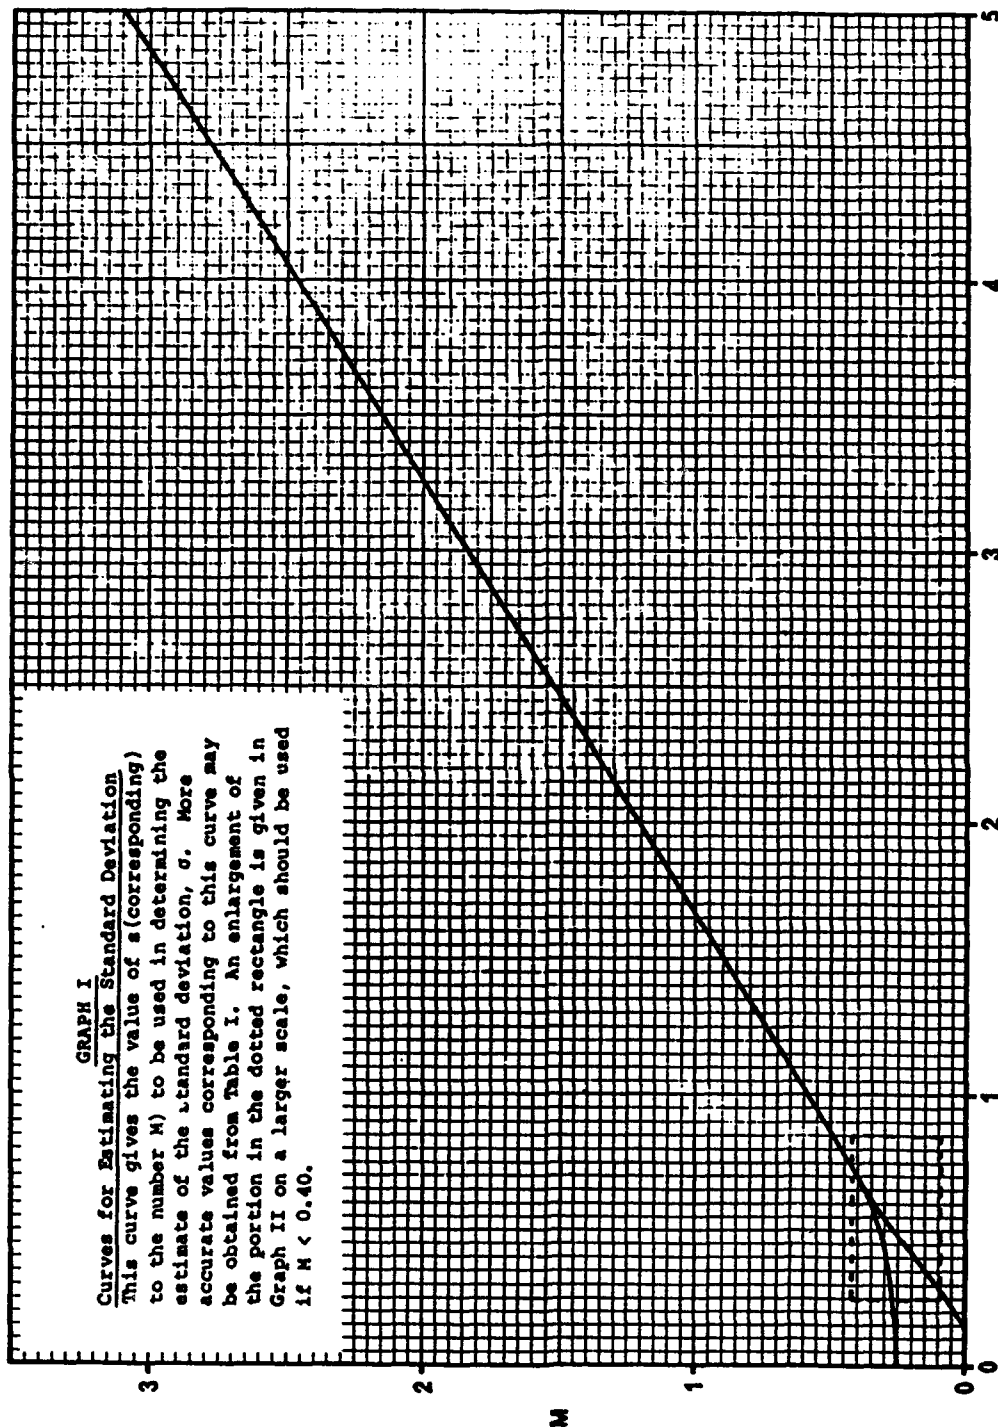 GRAPH I
Curves for Estimating the Standard Deviation
This curve gives the value of s (corresponding)
to the number M) to be used in determining the
estimate of the standard deviation, σ. More
accurate values corresponding to this curve may
be obtained from Table I. An enlargement of
the portion in the dotted rectangle is given in
Graph II on a larger scale, which should be used
if M < 0.40.
3
2
1
0
M
0
1
2
3
4
5